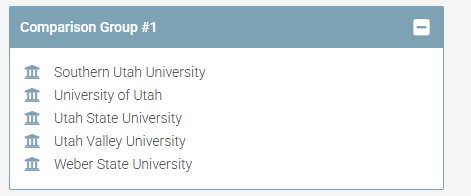 Comparison Group #1
Southern Utah University
University of Utah
Utah State University
Utah Valley University
Weber State University